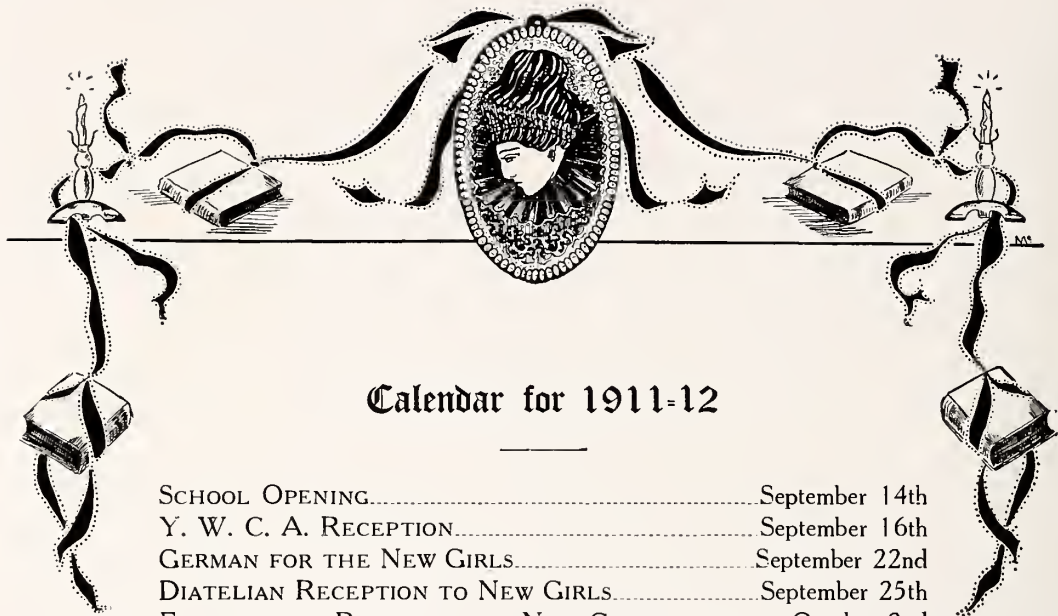 Mc
Calendar for 1911-12
SCHOOL OPENING September 14th
Y. W. C. A. RECEPTION September 16th
GERMAN FOR THE NEW GIRLS September 22nd
DIATELIAN RECEPTION TO NEW GIRLS September 25th